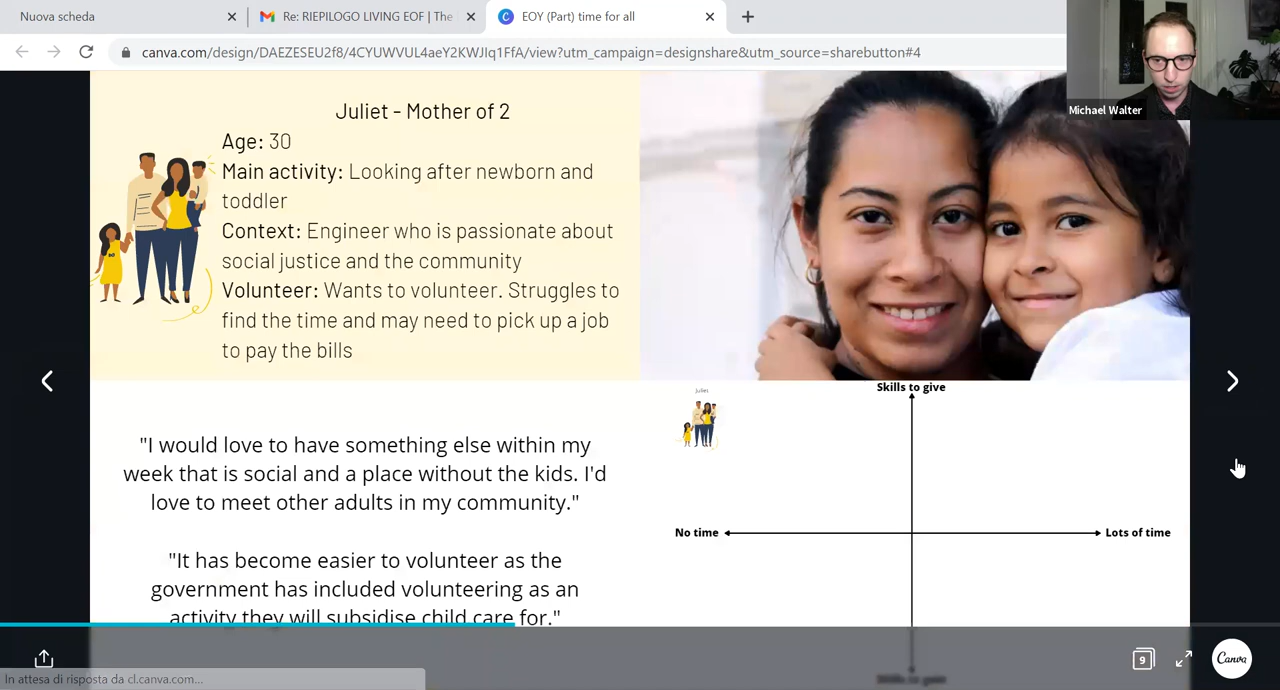 Nuova scheda
Re: RIEPILOGO LIVING EOF | The
EOY (Part) time for all
canva.com/design/DAEZESEU2f8/4CYUWVUL4aeY2KWJIq1FfA/view?utm_campaign=designshare&utm_source=sharebutton#4
Michael Walter
Juliet - Mother of 2
Age: 30
Main activity: Looking after newborn and
toddler
Context: Engineer who is passionate about
social justice and the community
Volunteer: Wants to volunteer. Struggles to
find the time and may need to pick up a job
to pay the bills
"I would love to have something else within my
week that is social and a place without the kids. I'd
love to meet other adults in my community."
"It has become easier to volunteer as the
government has included volunteering as an
activity they will subsidise child care for."
Juliet
Skills to give
No time
Lots of time
Skills to gain
9
Canva
In attesa di risposta da cl.canva.com...